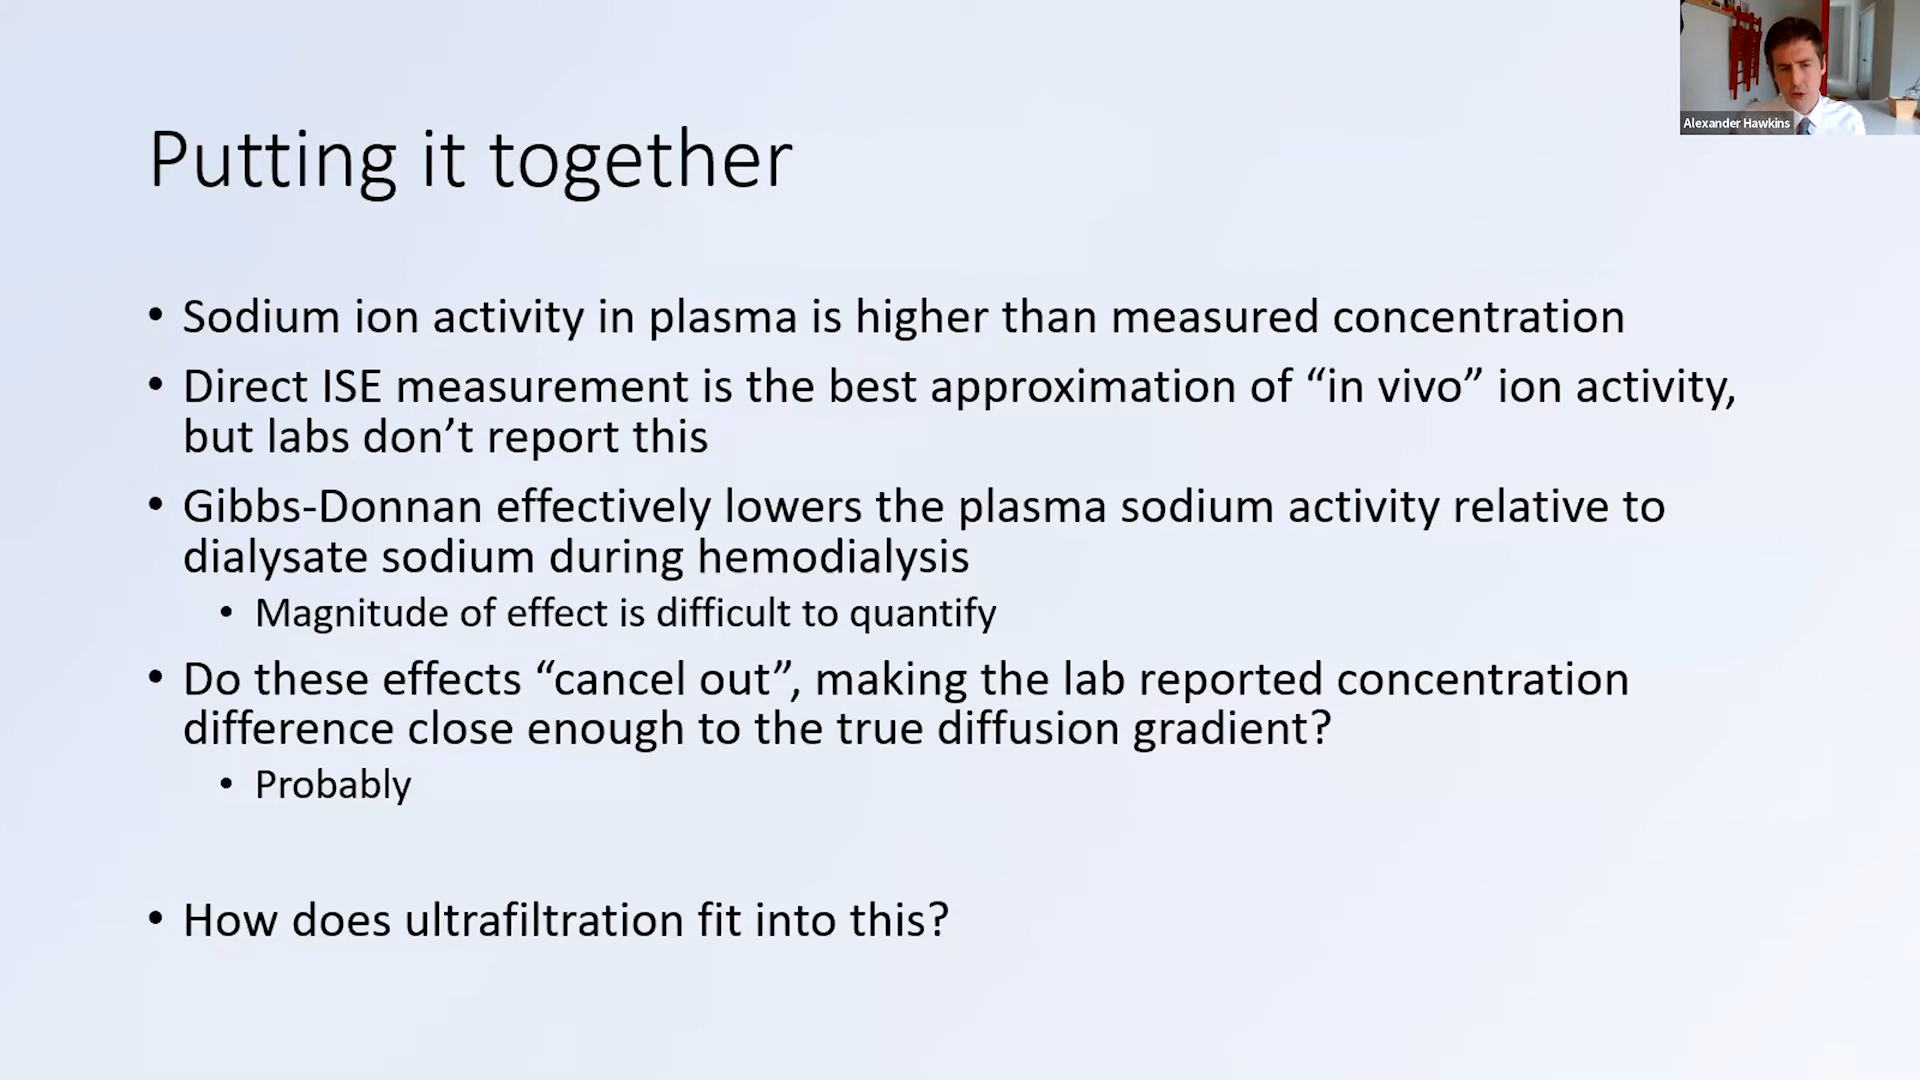 Alexander Hawkins
Putting it together
• Sodium ion activity in plasma is higher than measured concentration
• Direct ISE measurement is the best approximation of “in vivo” ion activity,
but labs don’t report this
• Gibbs-Donnan effectively lowers the plasma sodium activity relative to
dialysate sodium during hemodialysis
• Magnitude of effect is difficult to quantify
• Do these effects “cancel out”, making the lab reported concentration
difference close enough to the true diffusion gradient?
• Probably
• How does ultrafiltration fit into this?